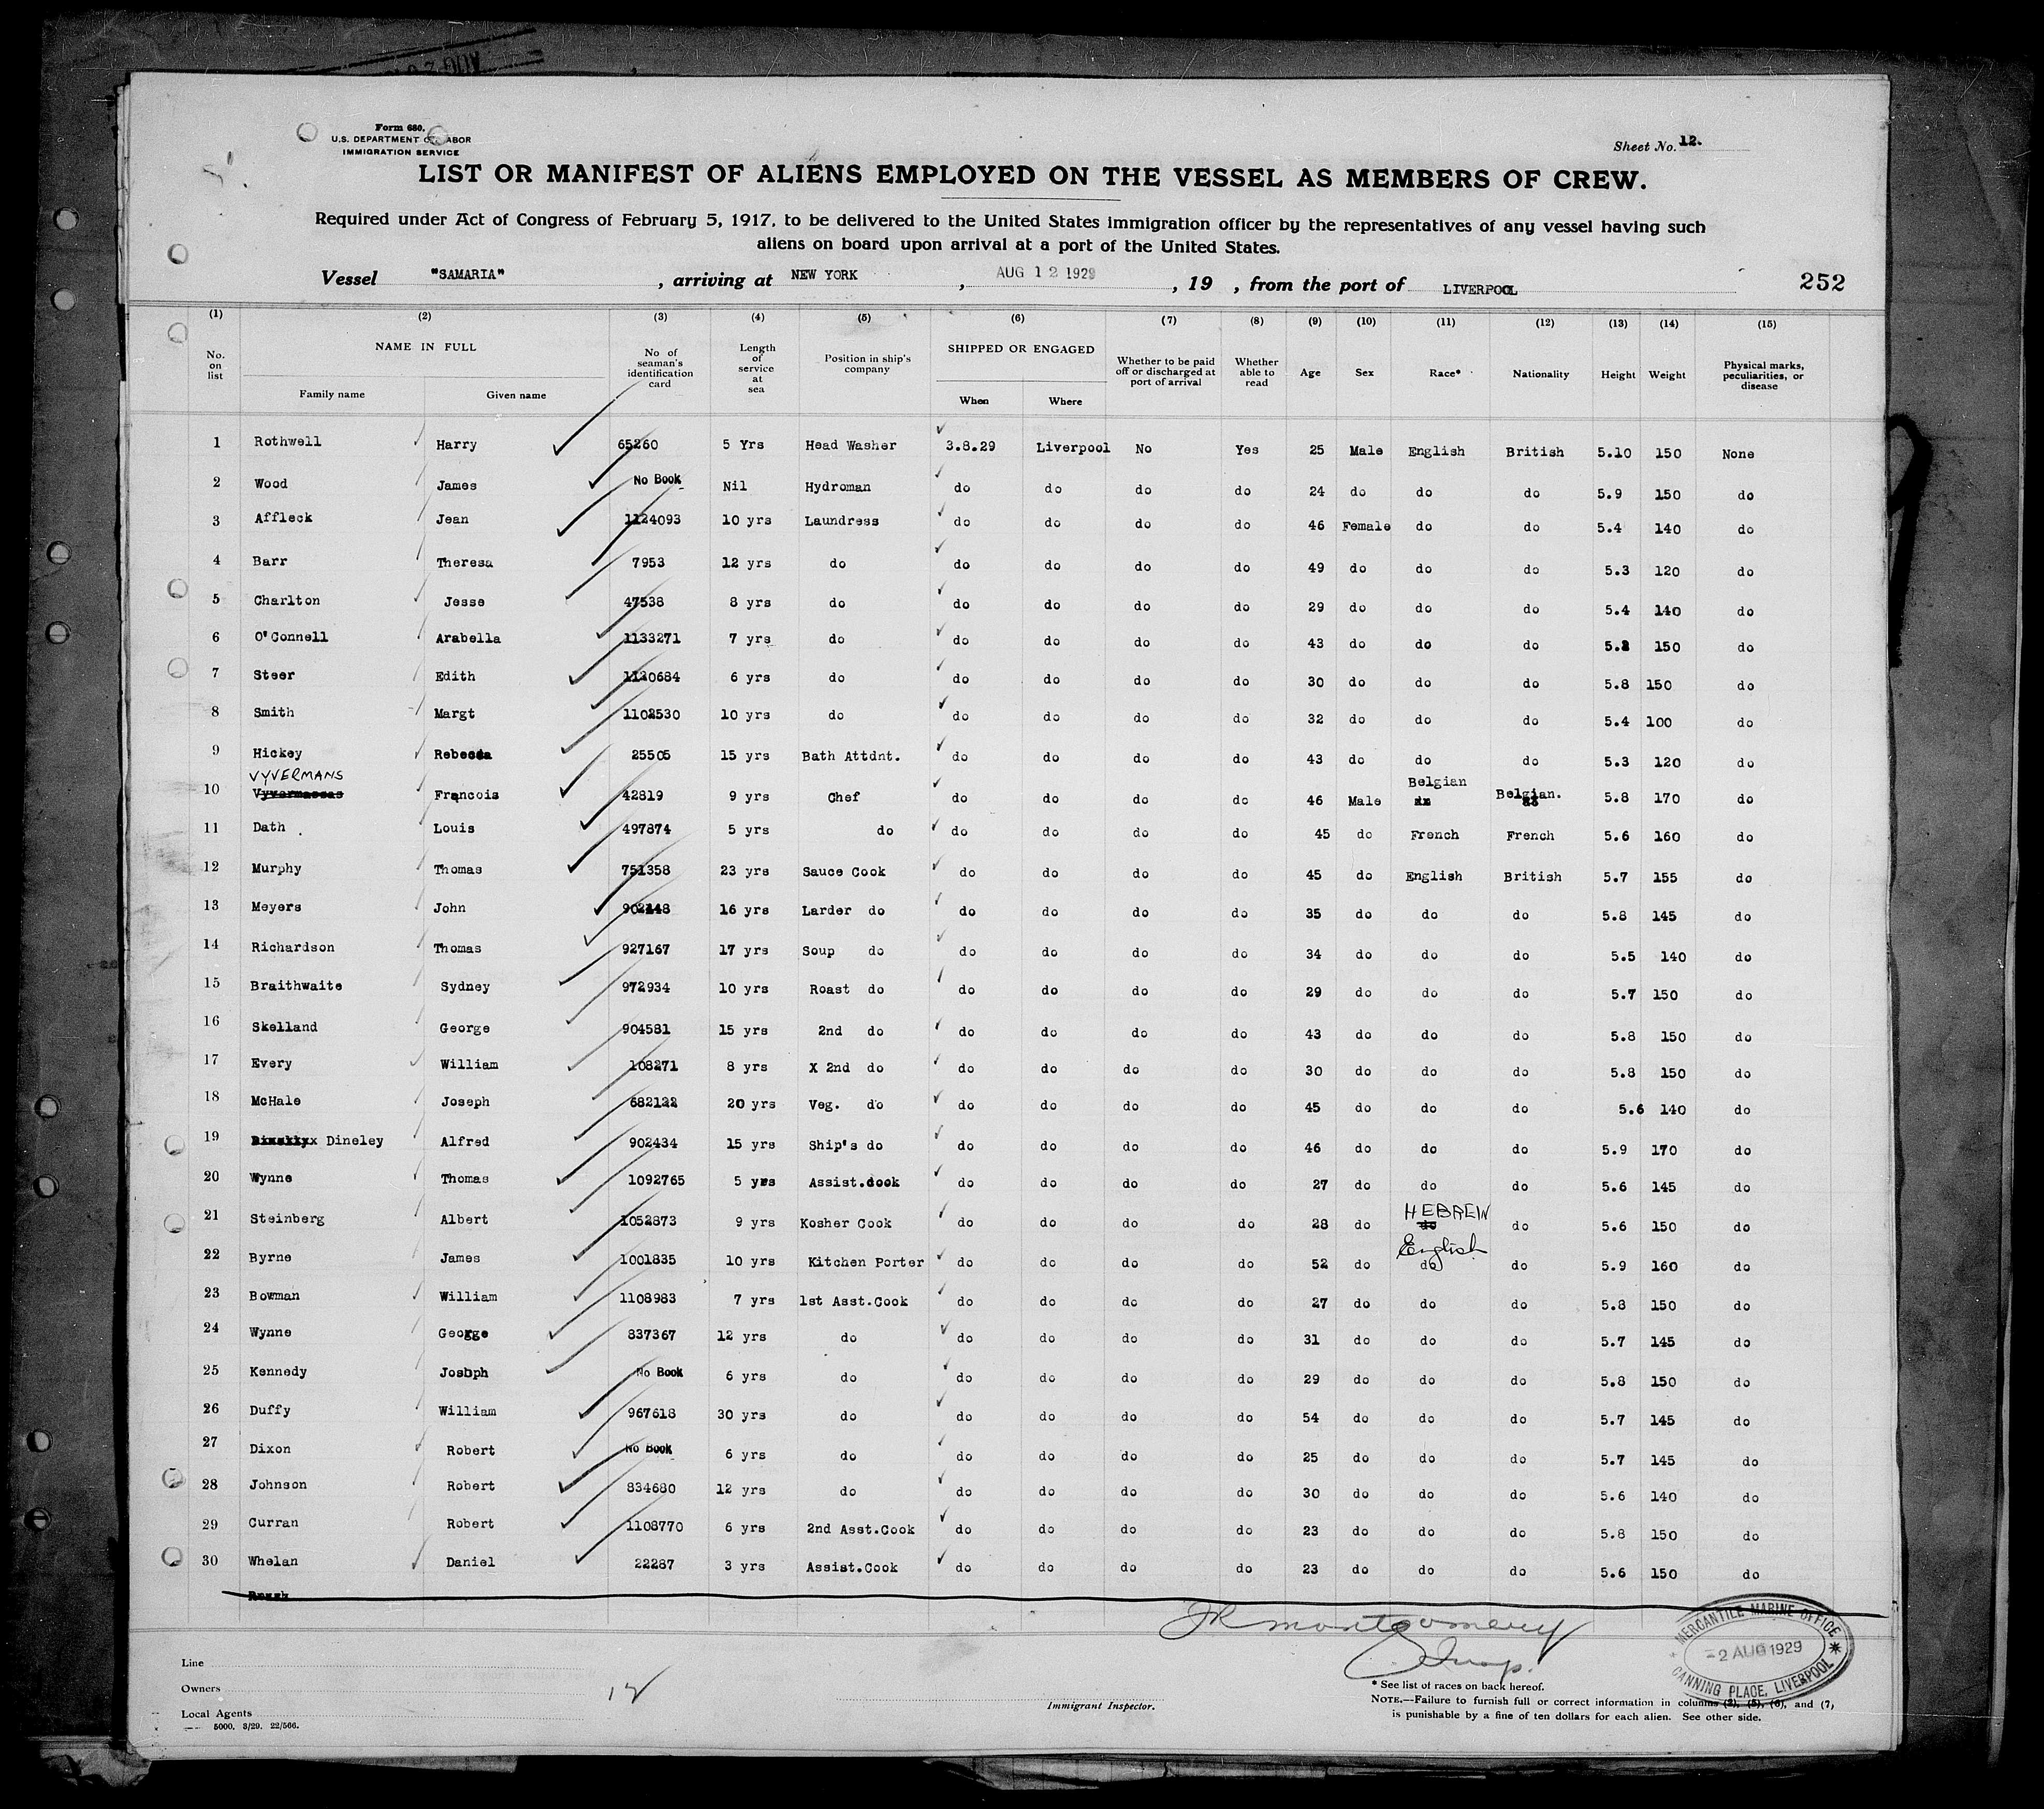 Form 680.
U.S. DEPARTMENT OF LABOR
IMMIGRATION SERVICE
Sheet No. 12.
LIST OR MANIFEST OF ALIENS EMPLOYED ON THE VESSEL AS MEMBERS OF CREW.
Required under Act of Congress of February 5, 1917, to be delivered to the United States immigration officer by the representatives of any vessel having such
aliens on board upon arrival at a port of the United States.
Vessel "SAMARIA", arriving at NEW YORK, AUG 12 1929, 19 , from the port of LIVERPOOL 252
(1) (2) (3) (4) (5) (6) (7) (8) (9) (10) (11) (12) (13) (14) (15)
No. on list NAME IN FULL Family name Given name No of seaman's identification card Length of service at sea Position in ship's company SHIPPED OR ENGAGED When Where Whether to be paid off or discharged at port of arrival Whether able to read Age Sex Race* Nationality Height Weight Physical marks, peculiarities, or disease
1 Rothwell Harry 65260 5 Yrs Head Washer 3.8.29 Liverpool No Yes 25 Male English British 5.10 150 None
2 Wood James No Book Nil Hydroman do do do do 24 do do do 5.9 150 do
3 Affleck Jean 1124093 10 yrs Laundress do do do do 46 Female do do 5.4 140 do
4 Barr Theresa 7953 12 yrs do do do do do 49 do do do 5.3 120 do
5 Charlton Jesse 47538 8 yrs do do do do do 29 do do do 5.4 140 do
6 O'Connell Arabella 1133271 7 yrs do do do do do 43 do do do 150 do
7 Steer Edith 1120684 6 yrs do do do do do 30 do do do 5.8 150 do
8 Smith Margt 1102530 10 yrs do do do do do 32 do do do 5.4 100 do
9 Hickey Rebecca 25505 15 yrs Bath Attdnt. do do do do 43 do do do 5.3 120 do
10 VYVERMANS Francois 42819 9 yrs Chef do do do do 46 Male Belgian Belgian. 5.8 170 do
11 Dath . Louis 497874 5 yrs do do do do do 45 do French French 5.6 160 do
12 Murphy Thomas 751358 23 yrs Sauce Cook do do do do 45 do English British 5.7 155 do
13 Meyers John 16 yrs Larder do do do do do 35 do do do 5.8 145 do
14 Richardson Thomas 927167 17 yrs Soup do do do do do 34 do do do 5.5 140 do
15 Braithwaite Sydney 972934 10 yrs Roast do do do do do 29 do do do 5.7 150 do
16 Skelland George 904581 15 yrs 2nd do do do do do 43 do do do 5.8 150 do
17 Every William 108271 8 yrs X 2nd do do do do do 30 do do do 5.8 150 do
18 McHale Joseph 682122 20 yrs Veg. do do do do do 45 do do do 5.6 140 do
19 Dineley Alfred 902434 15 yrs Ship's do do do do do 46 do do do 5.9 170 do
20 Wynne Thomas 1092765 5 yrs Assist.cook do do do do 27 do do do 5.6 145 do
21 Steinberg Albert 1052873 9 yrs Kosher Cook do do do do 28 do HEBREW do 5.6 150 do
22 Byrne James 1001835 10 yrs Kitchen Porter do do do do 52 do English do do 5.9 160 do
23 Bowman William 1108983 7 yrs 1st Asst.Cook do do do do 27 do do do 5.8 150 do
24 Wynne George 837367 12 yrs do do do do do 31 do do do 5.7 145 do
25 Kennedy Josbph No Book 6 yrs do do do do do 29 do do do 5.8 150 do
26 Duffy William 967618 30 yrs do do do do do 54 do do do 5.7 145 do
27 Dixon Robert No Book 6 yrs do do do do do 25 do do do 5.7 145 do
28 Johnson Robert 834680 12 yrs do do do do do 30 do do do 5.6 140 do
29 Curran Robert 1108770 6 yrs 2nd Asst.Cook do do do do 23 do do do 5.8 150 do
30 Whelan Daniel 22287 3 yrs Assist.Cook do do do do 23 do do do 5.6 150 do
JR Montgomery
Insp.
MERCANTILE MARINE OFFICE
-2 AUG 1929
CANNING PLACE, LIVERPOOL
Line
Owners
Local Agents
5000. 3/29. 22/566.
12
Immigrant Inspector.
* See list of races on back hereof.
NOTE.—Failure to furnish full or correct information in columns (3), (5), (6), and (7)
is punishable by a fine of ten dollars for each alien. See other side.